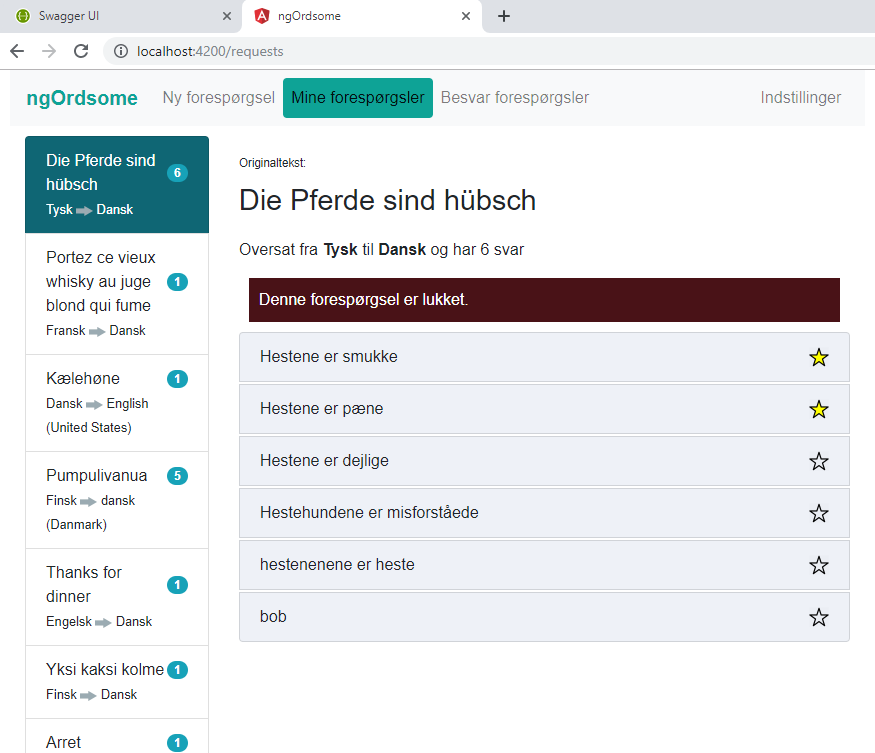 Swagger UI
ngOrdsome
localhost:4200/requests
ngOrdsome Ny forespørgsel Mine forespørgsler Besvar forespørgsler Indstillinger
Die Pferde sind
hübsch
6
Tysk Dansk
Portez ce vieux
whisky au juge
blond qui fume
1
Fransk Dansk
Kælehøne 1
Dansk English
(United States)
Pumpulivanua 5
Finsk dansk
(Danmark)
Thanks for
dinner
1
Engelsk Dansk
Yksi kaksi kolme 1
Finsk Dansk
Arret 1
Originaltekst:
Die Pferde sind hübsch
Oversat fra Tysk til Dansk og har 6 svar
Denne forespørgsel er lukket.
Hestene er smukke
Hestene er pæne
Hestene er dejlige
Hestehundene er misforståede
hestenenene er heste
bob